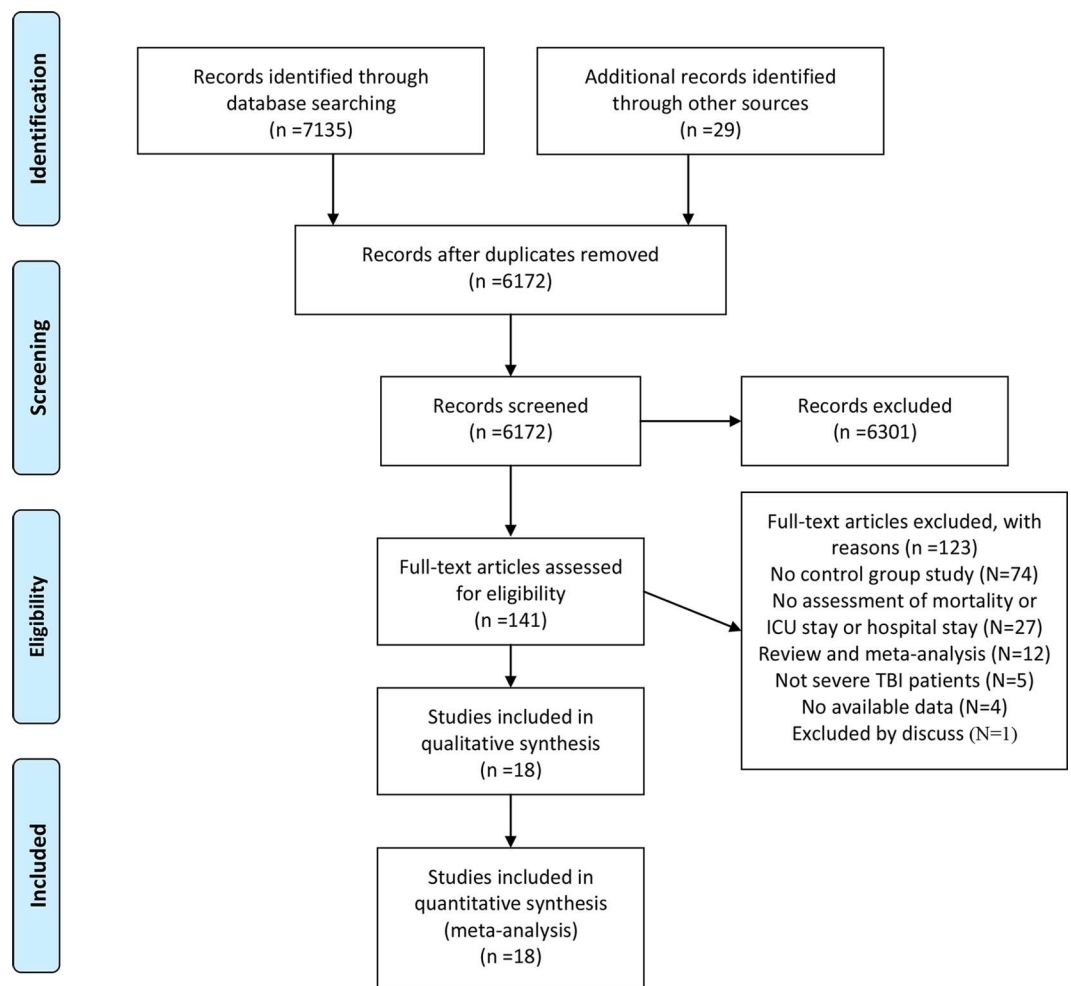 Identification
Records identified through
database searching
(n =7135)
Additional records identified
through other sources
(n =29)
Records after duplicates removed
(n =6172)
Screening
Records screened
(n =6172)
Records excluded
(n =6301)
Eligibility
Full-text articles assessed
for eligibility
(n =141)
Full-text articles excluded, with
reasons (n =123)
No control group study (N=74)
No assessment of mortality or
ICU stay or hospital stay (N=27)
Review and meta-analysis (N=12)
Not severe TBI patients (N=5)
No available data (N=4)
Excluded by discuss (N=1)
Studies included in
qualitative synthesis
(n =18)
Included
Studies included in
quantitative synthesis
(meta-analysis)
(n =18)